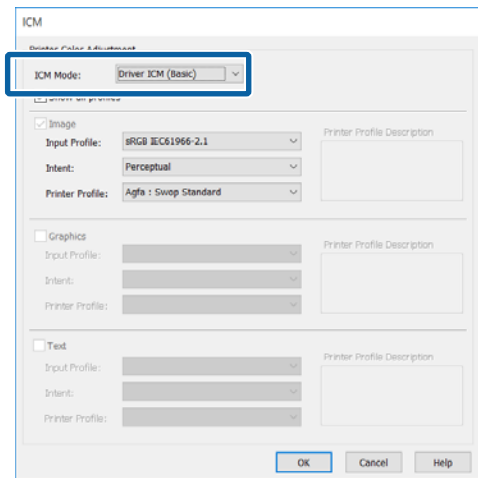 ICM
Printer Color Adjustment
ICM Mode: Driver ICM (Basic)
Show all profiles
Image
Input Profile: sRGB IEC61966-2.1
Printer Profile Description
Intent: Perceptual
Printer Profile: Agfa : Swop Standard
Graphics
Printer Profile Description
Input Profile:
Intent:
Printer Profile:
Text
Printer Profile Description
Input Profile:
Intent:
Printer Profile:
OK Cancel Help